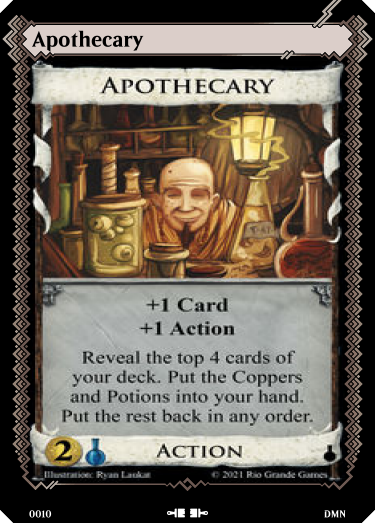 Apothecary
APOTHECARY
+1 Card
+1 Action
Reveal the top 4 cards of
your deck. Put the Coppers
and Potions into your hand.
Put the rest back in any order.
2
ACTION
Illustration: Ryan Laukat © 2021 Rio Grande Games
0010 DMN